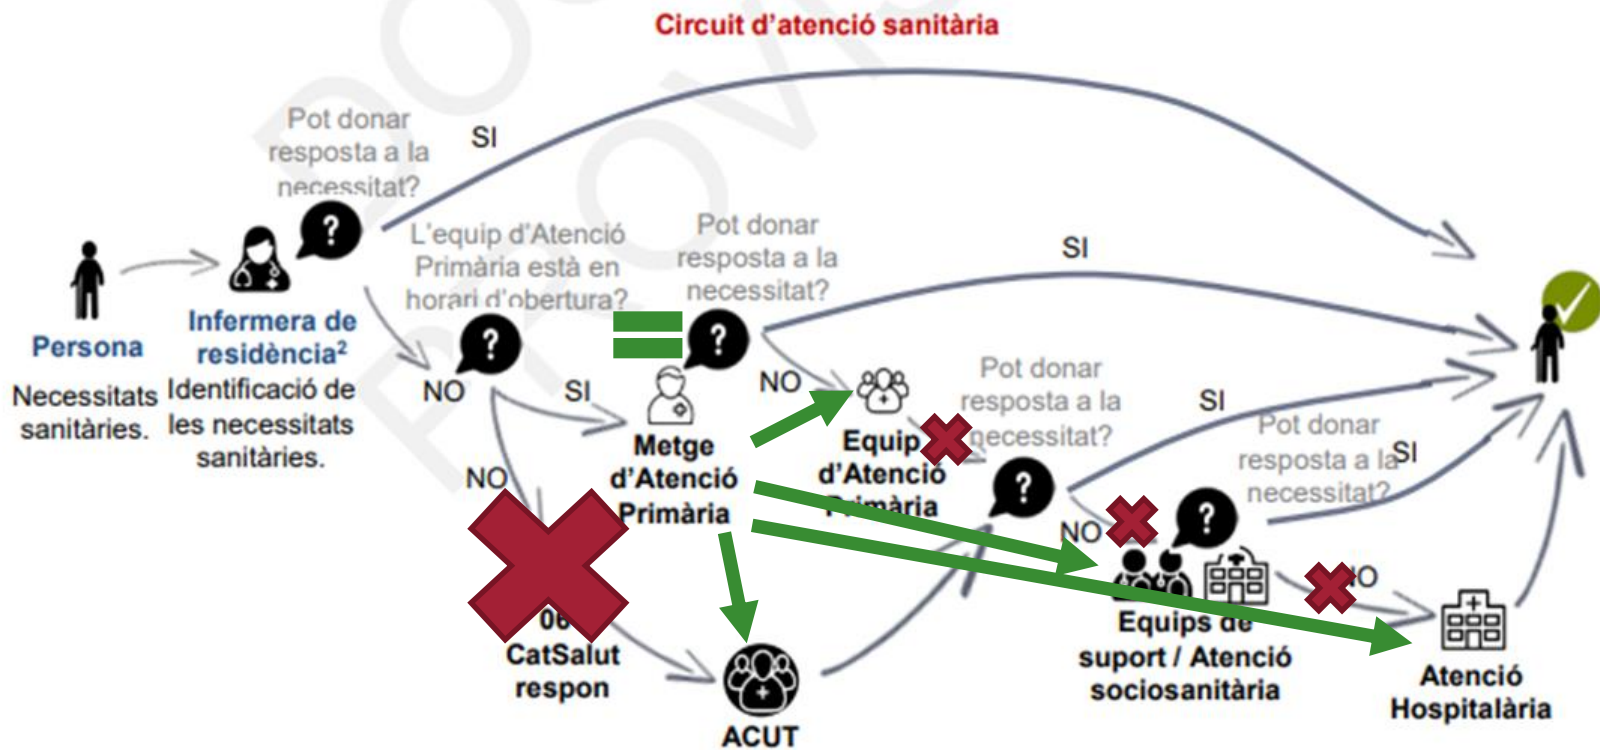 Circuit d’atenció sanitària
Pot donar
resposta a la
necessitat?
SI
L'equip d'Atenció
Primària està en
horari d'obertura?
Pot donar
resposta a la
necessitat?
SI
Persona
Necessitats
sanitàries.
Infermera de
residència²
Identificació de
les necessitats
sanitàries.
NO
SI
NO
Metge
d’Atenció
Primària
NO
Equip
d’Atenció
Primària
Pot donar
resposta a la
necessitat?
SI
NO
Pot donar
resposta a la
necessitat?
SI
NO
06
CatSalut
respon
ACUT
Equips de
suport / Atenció
sociosanitària
Atenció
Hospitalària